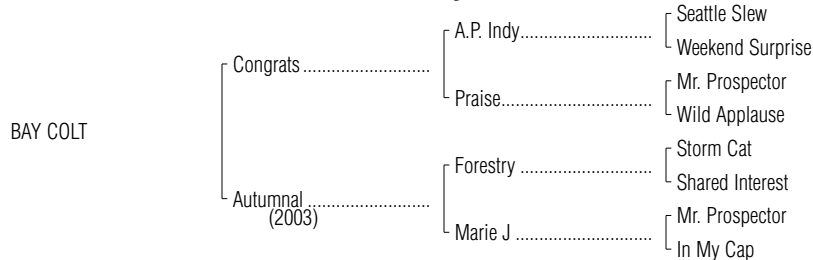 Seattle Slew
A.P. Indy..............................
Weekend Surprise
Congrats ............................
Mr. Prospector
Praise..................................
Wild Applause
BAY COLT
Storm Cat
Forestry .............................
Shared Interest
Autumnal ...........................
(2003)
Mr. Prospector
Marie J ..............................
In My Cap